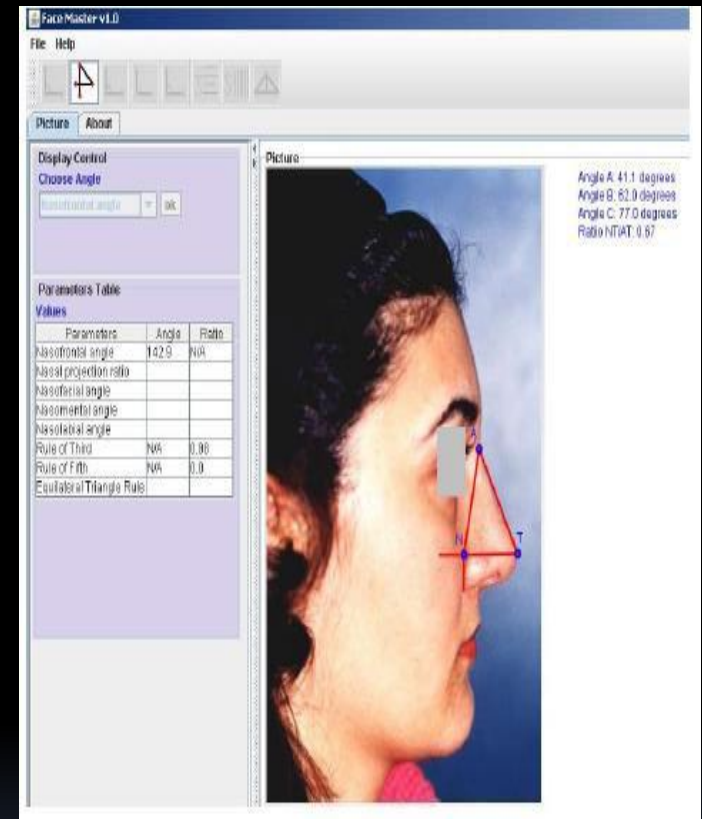 Face Master v1.0
File Help
Picture About
Display Control
Choose Angle
Nasofrontal angle ok
Parameters Table
Values
Parameters Angle Ratio
Nasofrontal angle 142.9 N/A
Nasal projection ratio
Nasofacial angle
Nasomental angle
Nasolabial angle
Rule of Third N/A 0.98
Rule of Fifth N/A 0.0
Equilateral Triangle Rule
Picture
A
N T
Angle A: 41.1 degrees
Angle B: 62.0 degrees
Angle C: 77.0 degrees
Ratio NT/AT: 0.67